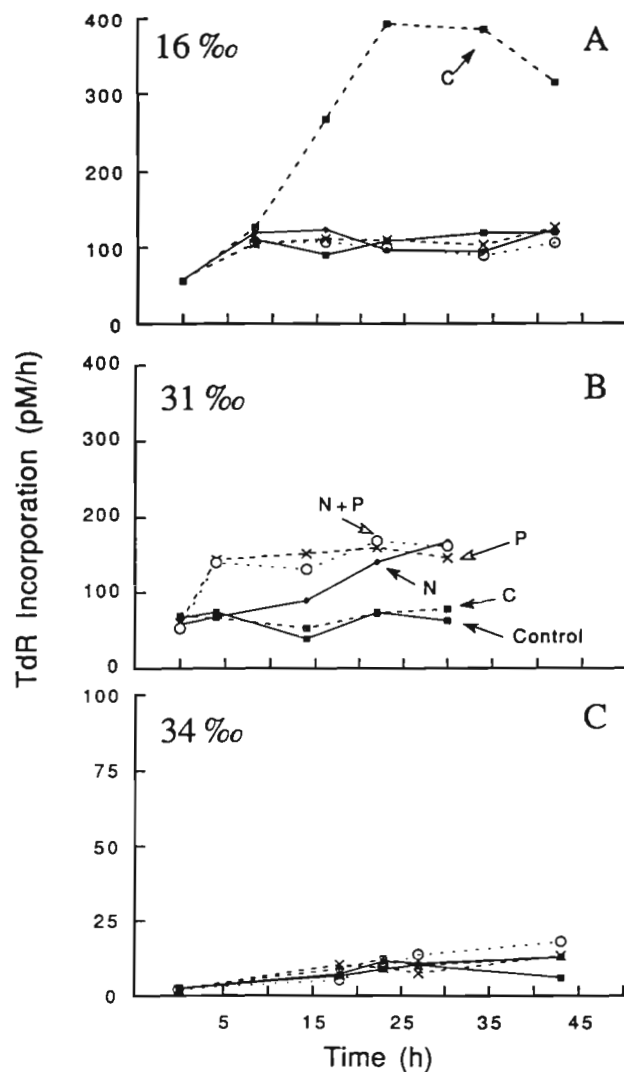 400
16 ‰
A
300
C
200
100
0
400
31 ‰
B
300
N + P
200
P
N
100
C
Control
0
100
34 ‰
C
75
50
25
0
5 15 25 35 45
Time (h)
TdR Incorporation (pM/h)